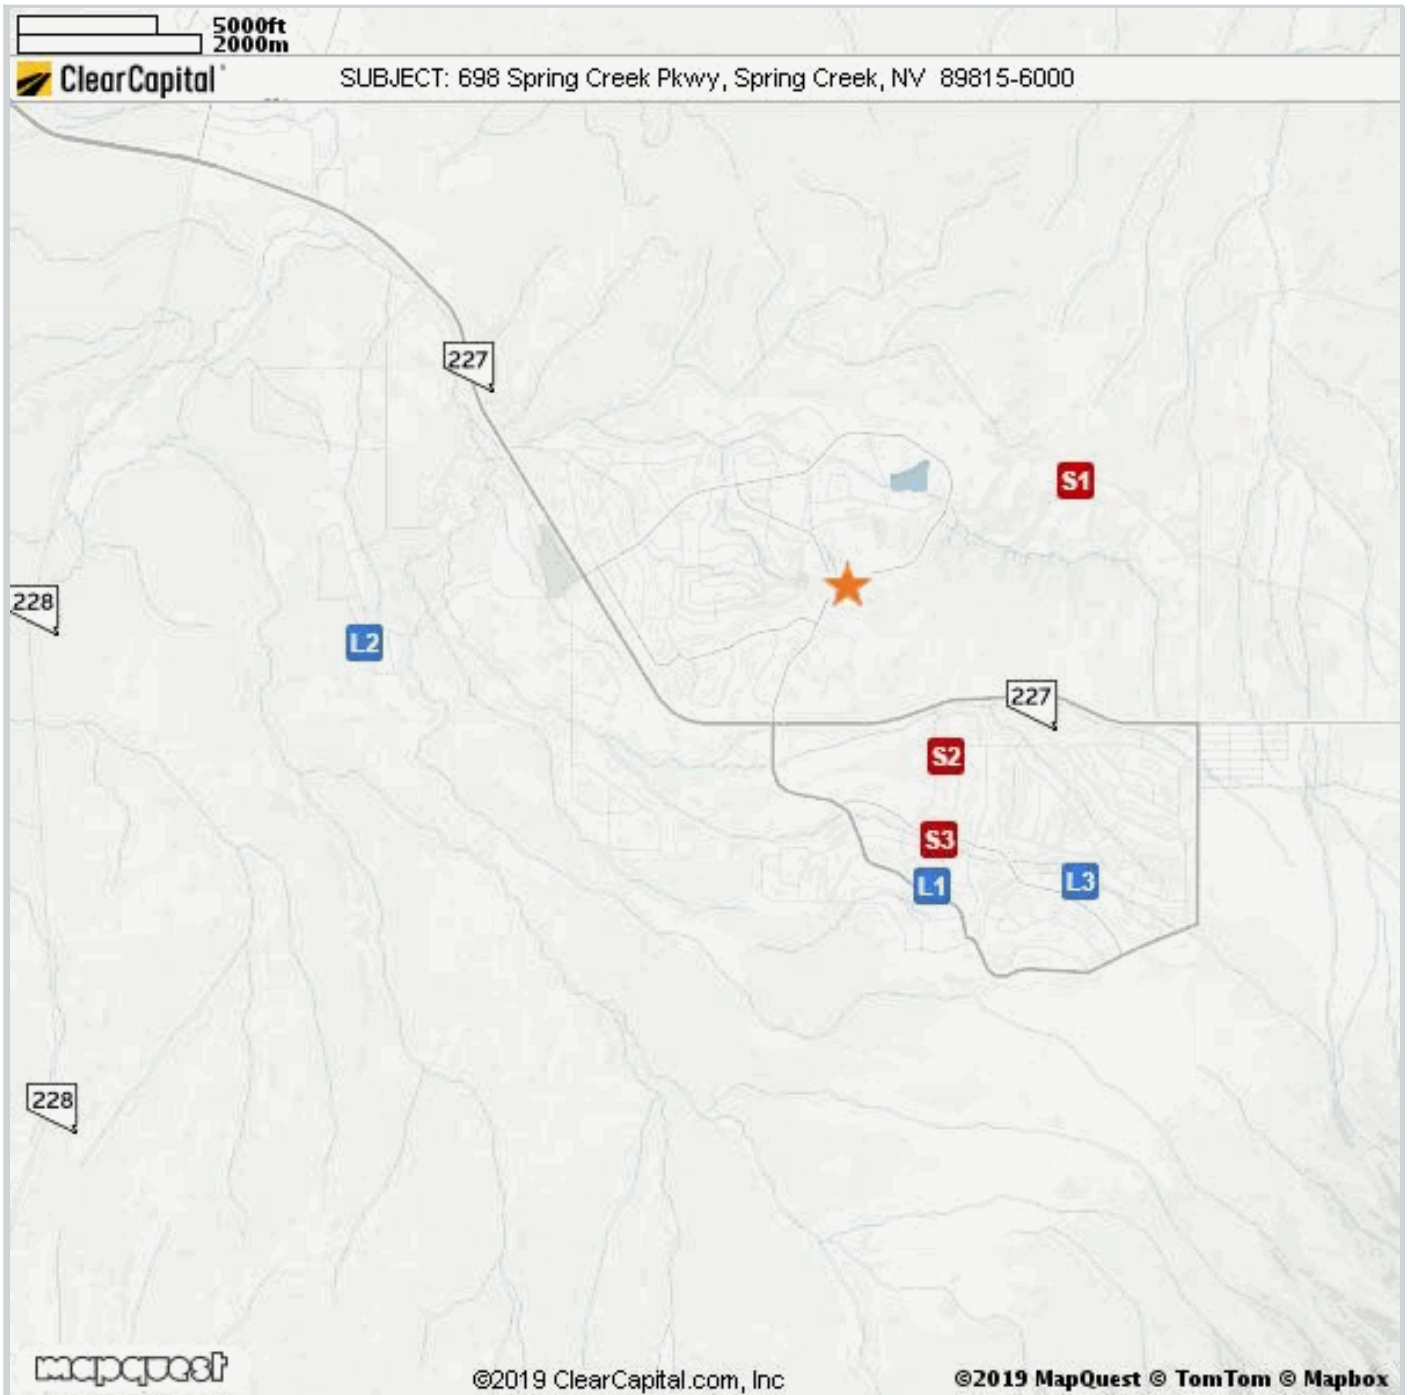 5000ft
2000m
ClearCapital SUBJECT: 698 Spring Creek Pkwy, Spring Creek, NV 89815-6000
227
S1
228
L2
227
S2
S3
L1
L3
228
mapquest ©2019 ClearCapital.com, Inc ©2019 MapQuest © TomTom © Mapbox